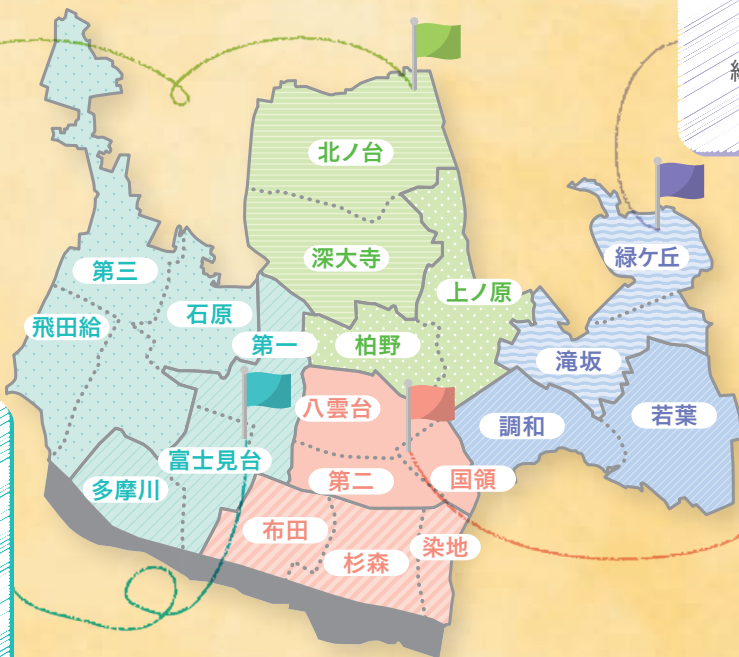 北ノ台
深大寺
上ノ原
柏野
緑ケ丘
滝坂
調和
若葉
第三
飛田給
石原
第一
富士見台
多摩川
八雲台
第二
国領
布田
杉森
染地